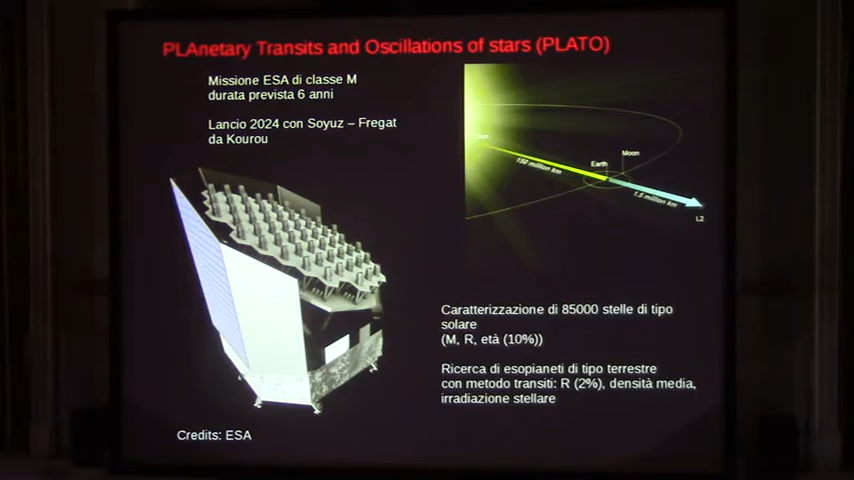 PLAnetary Transits and Oscillations of stars (PLATO)
Missione ESA di classe M
durata prevista 6 anni
Lancio 2024 con Soyuz – Fregat
da Kourou
Sun
Moon
Earth
150 million km
1.5 million km
L2
Caratterizzazione di 85000 stelle di tipo
solare
(M, R, età (10%))
Ricerca di esopianeti di tipo terrestre
con metodo transiti: R (2%), densità media,
irradiazione stellare
Credits: ESA